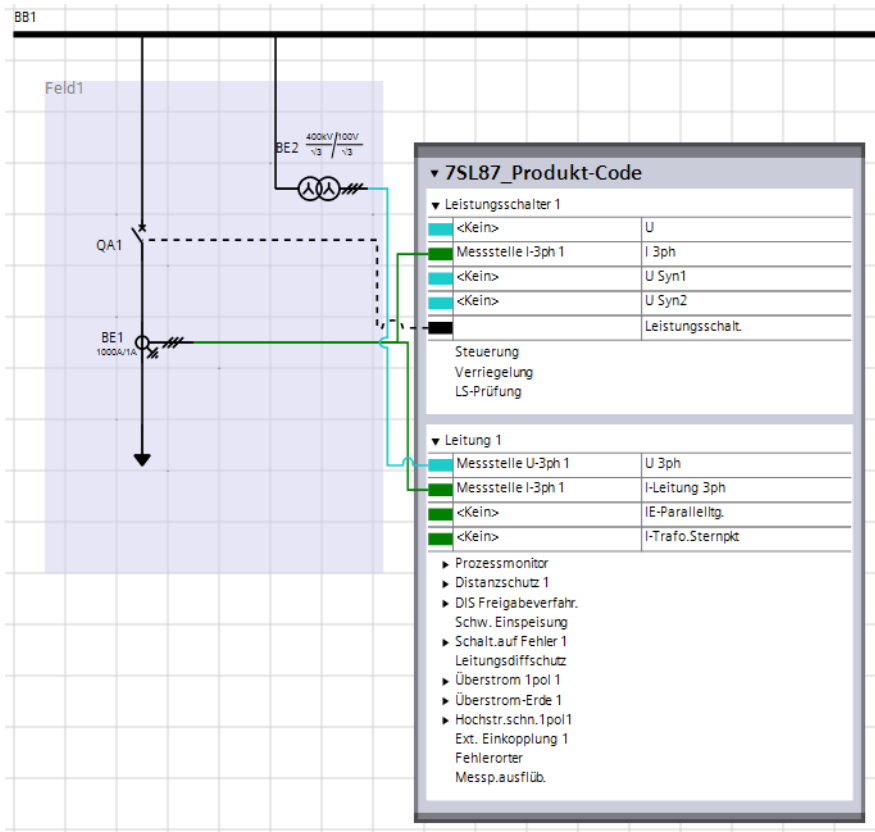 BB1
Feld1
BE2 400kV/√3 / 100V/√3
QA1
BE1
1000A/1A
▾ 7SL87_Produkt-Code
▾ Leistungsschalter 1
<Kein> U
Messstelle I-3ph 1 I 3ph
<Kein> U Syn1
<Kein> U Syn2
Leistungsschalt.
Steuerung
Verriegelung
LS-Prüfung
▾ Leitung 1
Messstelle U-3ph 1 U 3ph
Messstelle I-3ph 1 I-Leitung 3ph
<Kein> IE-Parallelltg.
<Kein> I-Trafo.Sternpkt
▸ Prozessmonitor
▸ Distanzschutz 1
▸ DIS Freigabeverfahr.
Schw. Einspeisung
▸ Schalt.auf Fehler 1
Leitungsdiffschutz
▸ Überstrom 1pol 1
▸ Überstrom-Erde 1
▸ Hochstr.schn.1pol1
Ext. Einkopplung 1
Fehlerorter
Messp.ausflüb.